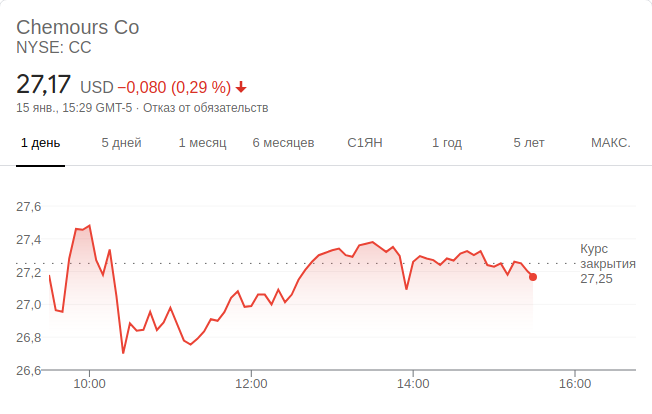 Chemours Co
NYSE: CC
27,17 USD −0,080 (0,29 %)
15 янв., 15:29 GMT-5 · Отказ от обязательств
1 день 5 дней 1 месяц 6 месяцев С1ЯН 1 год 5 лет МАКС.
27,6
27,4
27,2
27,0
26,8
26,6
Курс
закрытия
27,25
10:00 12:00 14:00 16:00